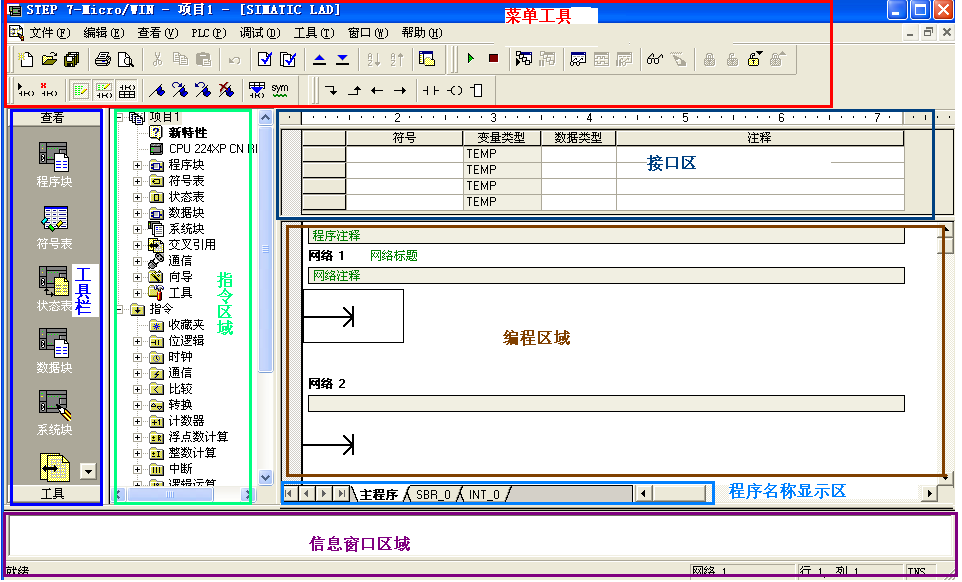 STEP 7-Micro/WIN - 项目1 - [SIMATIC LAD]
菜单工具
文件(F) 编辑(E) 查看(V) PLC(P) 调试(D) 工具(T) 窗口(W) 帮助(H)
sym
查看
程序块
符号表
状态表
数据块
系统块
工具
工具栏
项目1
新特性
CPU 224XP CN
程序块
符号表
状态表
数据块
系统块
交叉引用
通信
向导
工具
指令
收藏夹
位逻辑
时钟
通信
比较
转换
计数器
浮点数计算
整数计算
中断
逻辑运算
指令区域
2 3 4 5 6 7
符号 变量类型 数据类型 注释
TEMP
TEMP
TEMP
TEMP
接口区
程序注释
网络 1 网络标题
网络注释
编程区域
网络 2
主程序 SBR_0 INT_0
程序名称显示区
信息窗口区域
就绪 网络 1 行 1, 列 1 INS